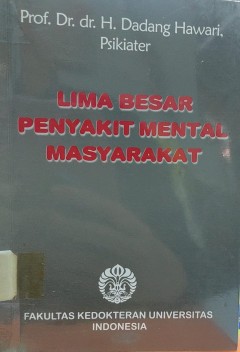 Prof. Dr. dr. H. Dadang Hawari,
Psikiater
LIMA BESAR
PENYAKIT MENTAL
MASYARAKAT
FAKULTAS KEDOKTERAN UNIVERSITAS
INDONESIA